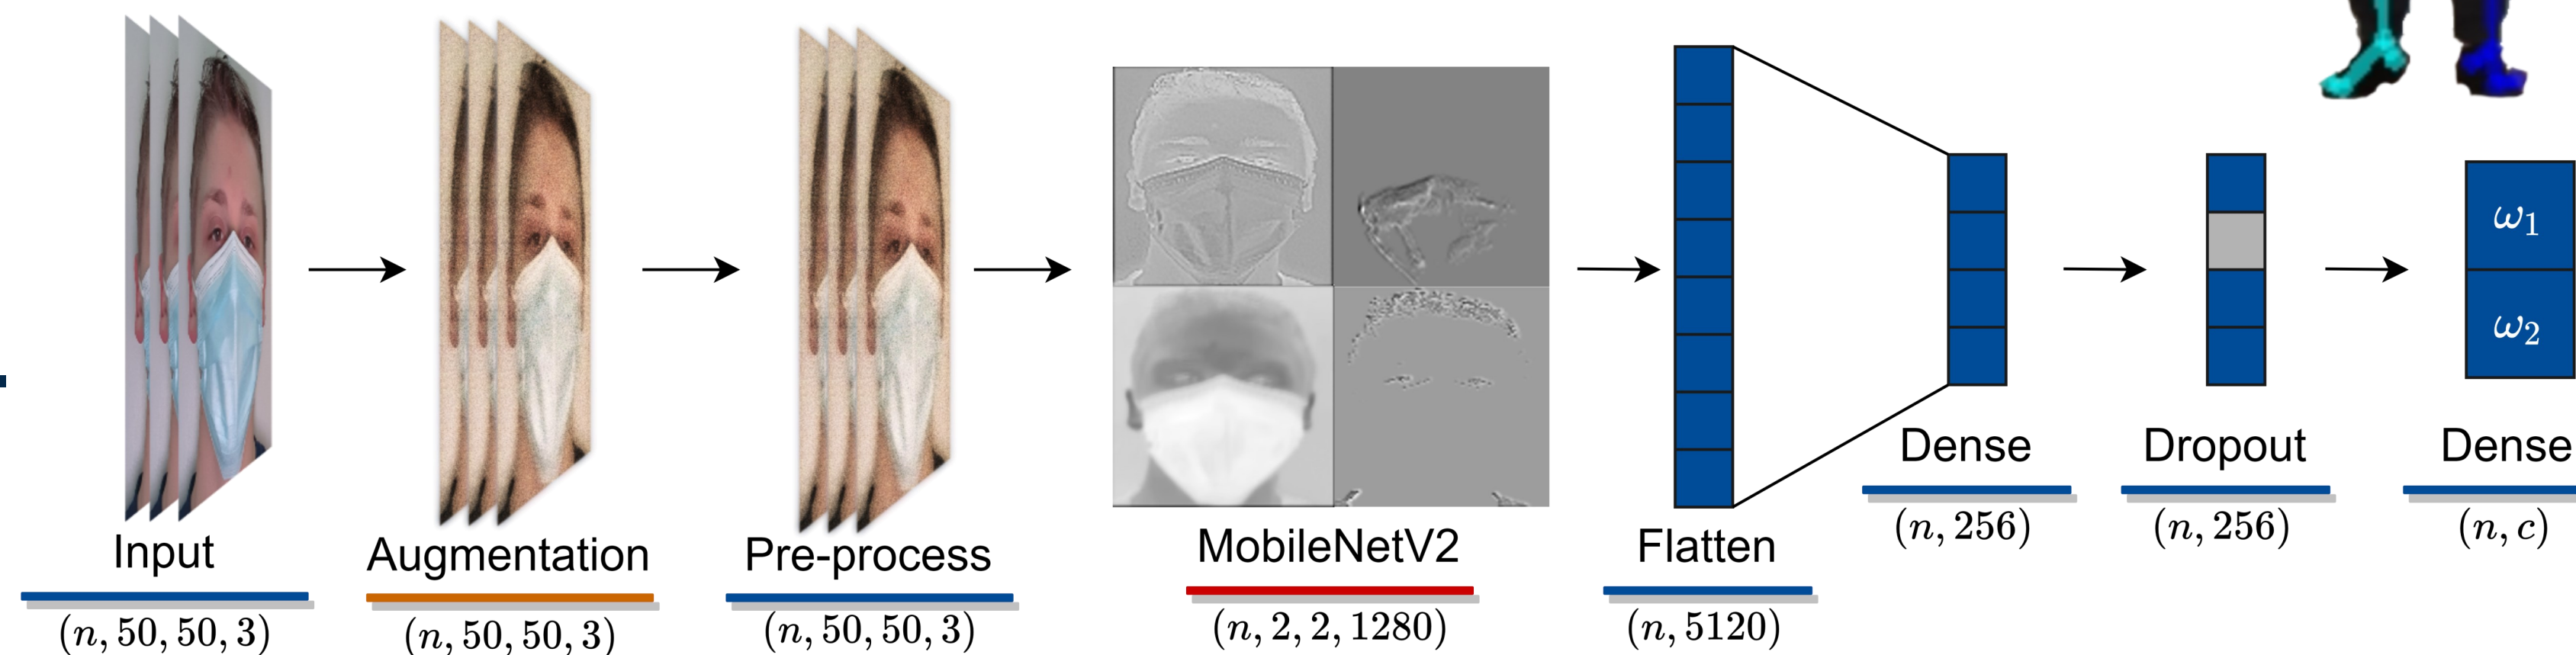 Input
(n, 50, 50, 3)
Augmentation
(n, 50, 50, 3)
Pre-process
(n, 50, 50, 3)
MobileNetV2
(n, 2, 2, 1280)
Flatten
(n, 5120)
Dense
(n, 256)
Dropout
(n, 256)
ω1
ω2
Dense
(n, c)